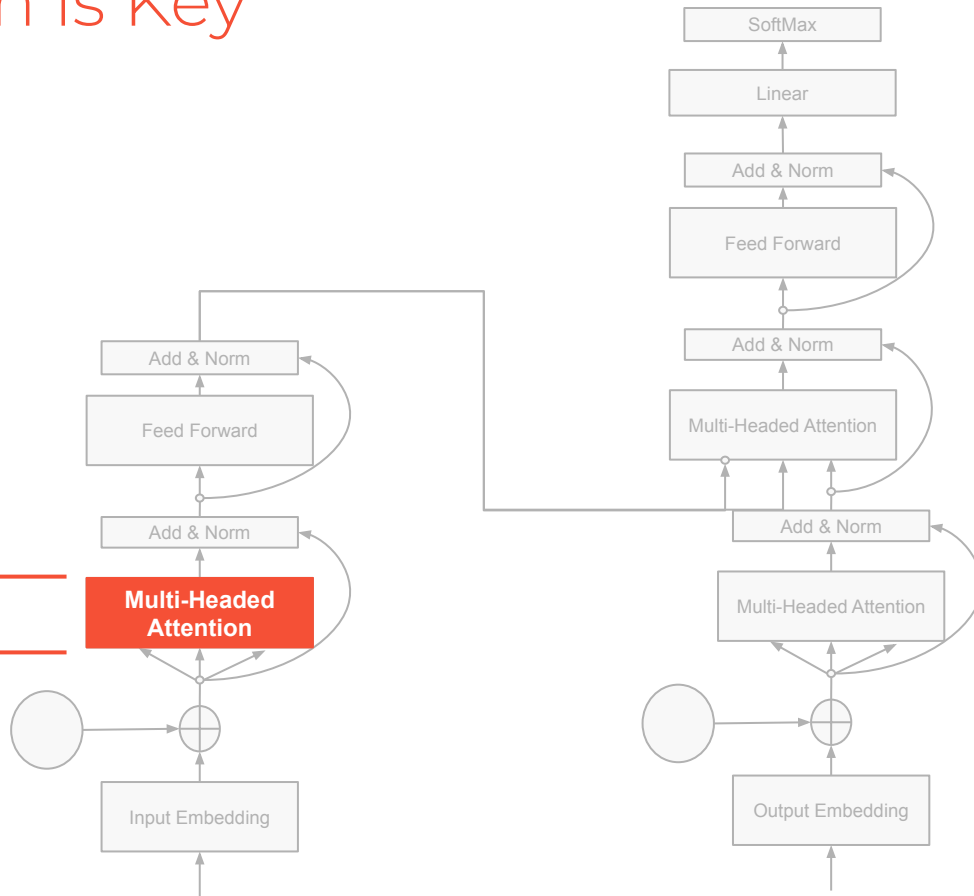 is Key
SoftMax
Linear
Add & Norm
Feed Forward
Add & Norm
Multi-Headed Attention
Add & Norm
Multi-Headed Attention
Output Embedding
Add & Norm
Feed Forward
Add & Norm
Multi-Headed
Attention
Input Embedding